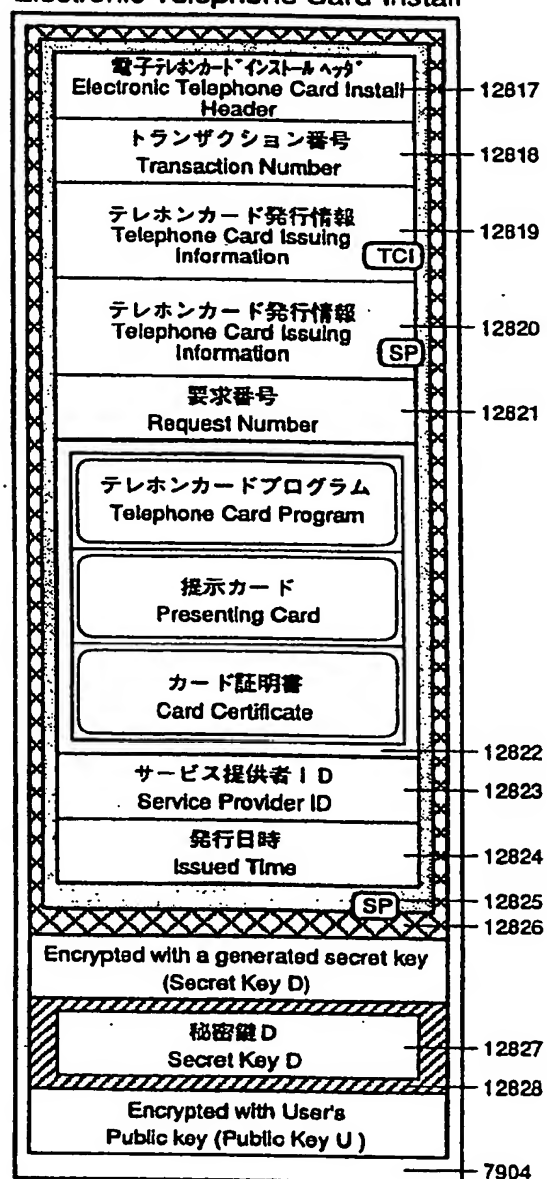 Electronic Telephone Card Install
電子テレホンカードインストールヘッダ
Electronic Telephone Card Install
Header
12817
トランザクション番号
Transaction Number
12818
テレホンカード発行情報
Telephone Card Issuing
Information
TCI
12819
テレホンカード発行情報
Telephone Card Issuing
Information
SP
12820
要求番号
Request Number
12821
テレホンカードプログラム
Telephone Card Program
提示カード
Presenting Card
カード証明書
Card Certificate
12822
サービス提供者ID
Service Provider ID
12823
発行日時
Issued Time
12824
SP
12825
12826
Encrypted with a generated secret key
(Secret Key D)
秘密鍵D
Secret Key D
12827
12828
Encrypted with User's
Public key (Public Key U )
7904